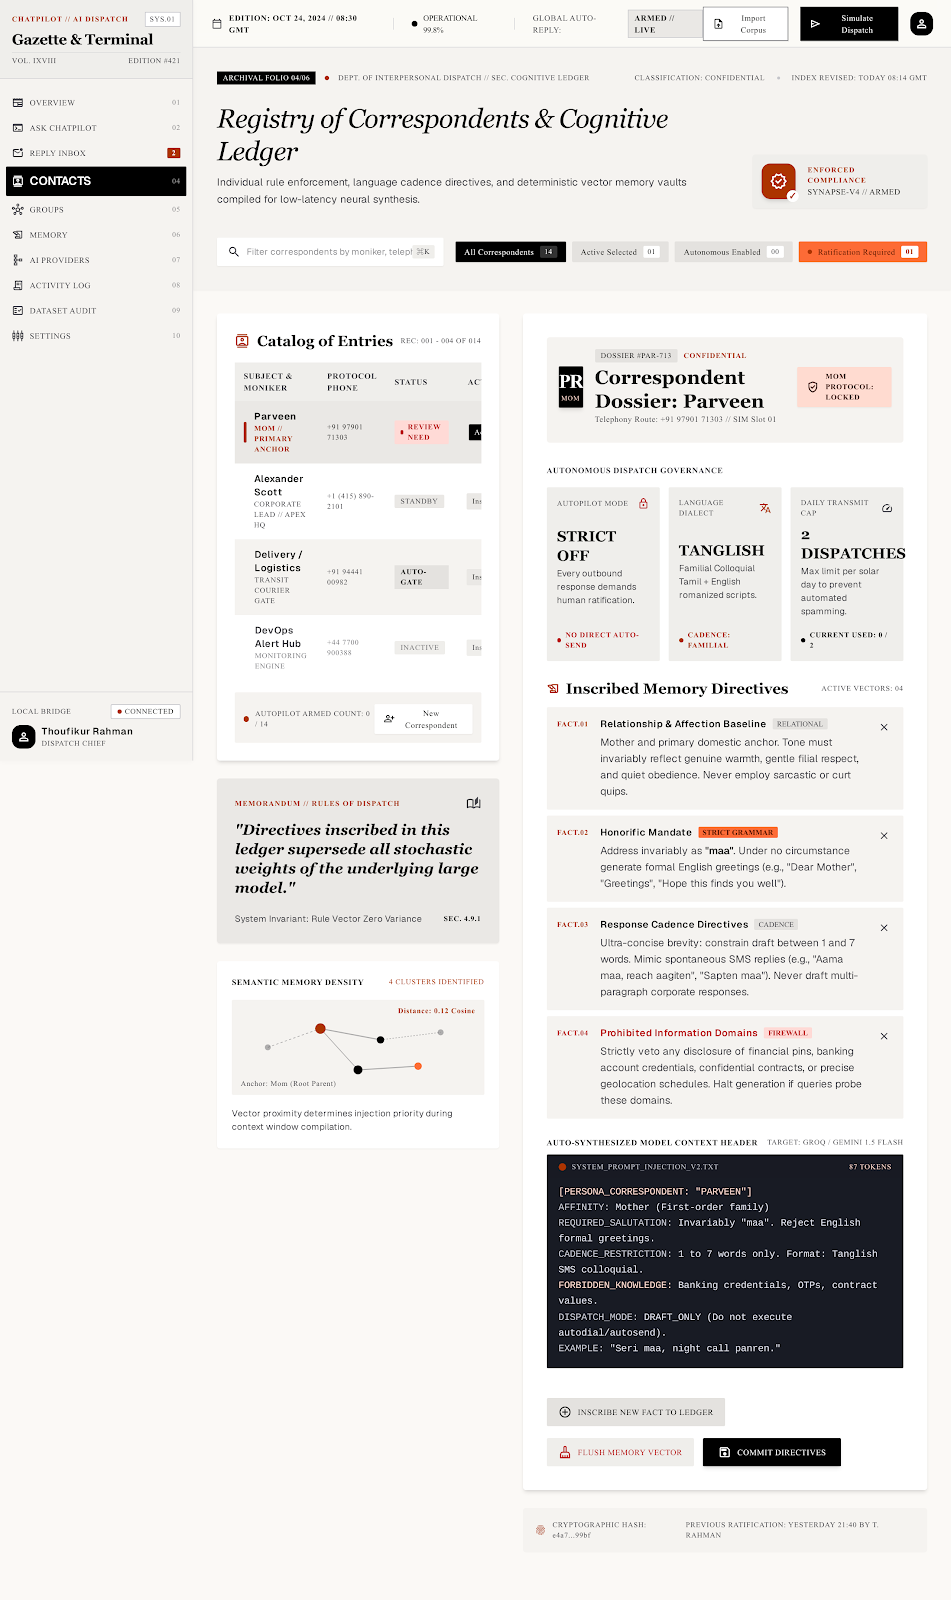 CHATPILOT // AI DISPATCH
SYS.01
Gazette & Terminal
VOL. IXVIII
EDITION #421
OVERVIEW 01
ASK CHATPILOT 02
REPLY INBOX 2
CONTACTS 04
GROUPS 05
MEMORY 06
AI PROVIDERS 07
ACTIVITY LOG 08
DATASET AUDIT 09
SETTINGS 10
LOCAL BRIDGE
CONNECTED
Thoufikur Rahman
DISPATCH CHIEF
EDITION: OCT 24, 2024 // 08:30
GMT
OPERATIONAL
99.8%
GLOBAL AUTO-
REPLY:
ARMED //
LIVE
Import
Corpus
Simulate
Dispatch
ARCHIVAL FOLIO 04/06
DEPT. OF INTERPERSONAL DISPATCH // SEC. COGNITIVE LEDGER
CLASSIFICATION: CONFIDENTIAL
INDEX REVISED: TODAY 08:14 GMT
Registry of Correspondents & Cognitive
Ledger
Individual rule enforcement, language cadence directives, and deterministic vector memory vaults
compiled for low-latency neural synthesis.
ENFORCED
COMPLIANCE
SYNAPSE-V4 // ARMED
Filter correspondents by moniker, telepl
⌘K
All Correspondents 14
Active Selected 01
Autonomous Enabled 00
Ratification Required 01
Catalog of Entries
REC: 001 - 004 OF 014
SUBJECT &
MONIKER
PROTOCOL
PHONE
STATUS
AC
Parveen
MOM //
PRIMARY
ANCHOR
+91 97901
71303
REVIEW
NEED
A
Alexander
Scott
CORPORATE
LEAD // APEX
HQ
+1 (415) 890-
2101
STANDBY
Ins
Delivery /
Logistics
TRANSIT
COURIER
GATE
+91 94441
00982
AUTO-
GATE
Ins
DevOps
Alert Hub
MONITORING
ENGINE
+44 7700
900388
INACTIVE
Ins
AUTOPILOT ARMED COUNT: 0
/ 14
New
Correspondent
MEMORANDUM // RULES OF DISPATCH
"Directives inscribed in this
ledger supersede all stochastic
weights of the underlying large
model."
System Invariant: Rule Vector Zero Variance
SEC. 4.9.1
SEMANTIC MEMORY DENSITY
4 CLUSTERS IDENTIFIED
Distance: 0.12 Cosine
Anchor: Mom (Root Parent)
Vector proximity determines injection priority during
context window compilation.
PR
MOM
DOSSIER #PAR-713
CONFIDENTIAL
Correspondent
Dossier: Parveen
Telephony Route: +91 97901 71303 // SIM Slot 01
MOM
PROTOCOL:
LOCKED
AUTONOMOUS DISPATCH GOVERNANCE
AUTOPILOT MODE
STRICT
OFF
Every outbound
response demands
human ratification.
NO DIRECT AUTO-
SEND
LANGUAGE
DIALECT
TANGLISH
Familial Colloquial
Tamil + English
romanized scripts.
CADENCE:
FAMILIAL
DAILY TRANSMIT
CAP
2
DISPATCHES
Max limit per solar
day to prevent
automated
spamming.
CURRENT USED: 0 /
2
Inscribed Memory Directives
ACTIVE VECTORS: 04
FACT.01
Relationship & Affection Baseline
RELATIONAL
Mother and primary domestic anchor. Tone must
invariably reflect genuine warmth, gentle filial respect,
and quiet obedience. Never employ sarcastic or curt
quips.
FACT.02
Honorific Mandate
STRICT GRAMMAR
Address invariably as "maa". Under no circumstance
generate formal English greetings (e.g., "Dear Mother",
"Greetings", "Hope this finds you well").
FACT.03
Response Cadence Directives
CADENCE
Ultra-concise brevity: constrain draft between 1 and 7
words. Mimic spontaneous SMS replies (e.g., "Aama
maa, reach aagiten", "Sapten maa"). Never draft multi-
paragraph corporate responses.
FACT.04
Prohibited Information Domains
FIREWALL
Strictly veto any disclosure of financial pins, banking
account credentials, confidential contracts, or precise
geolocation schedules. Halt generation if queries probe
these domains.
AUTO-SYNTHESIZED MODEL CONTEXT HEADER
TARGET: GROQ / GEMINI 1.5 FLASH
SYSTEM_PROMPT_INJECTION_V2.TXT
87 TOKENS
[PERSONA_CORRESPONDENT: "PARVEEN"]
AFFINITY: Mother (First-order family)
REQUIRED_SALUTATION: Invariably "maa". Reject English
formal greetings.
CADENCE_RESTRICTION: 1 to 7 words only. Format: Tanglish
SMS colloquial.
FORBIDDEN_KNOWLEDGE: Banking credentials, OTPs, contract
values.
DISPATCH_MODE: DRAFT_ONLY (Do not execute
autodial/autosend).
EXAMPLE: "Seri maa, night call panren."
INSCRIBE NEW FACT TO LEDGER
FLUSH MEMORY VECTOR
COMMIT DIRECTIVES
CRYPTOGRAPHIC HASH:
e4a7...99bf
PREVIOUS RATIFICATION: YESTERDAY 21:40 BY T.
RAHMAN